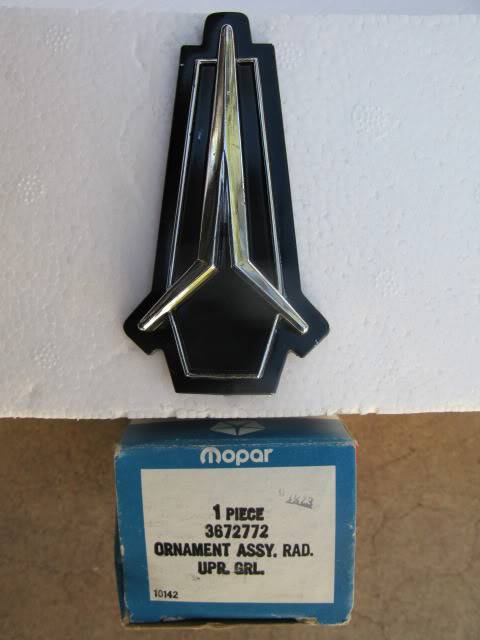 Mopar
1 PIECE
3672772
ORNAMENT ASSY. RAD.
UPR. GRL.
10142